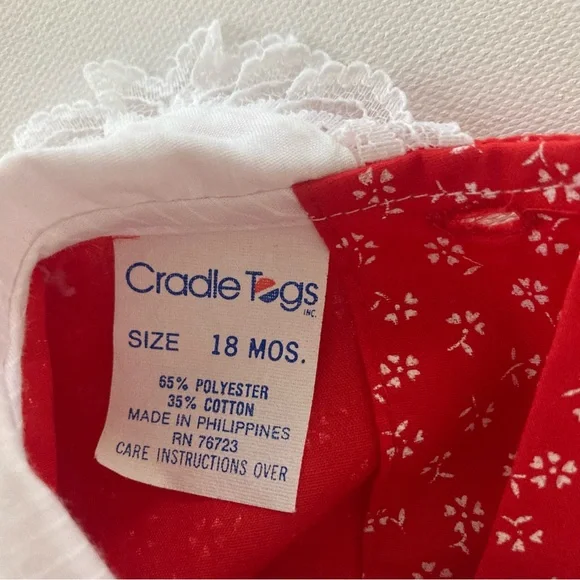 Cradle Togs
INC.
SIZE 18 MOS.
65% POLYESTER
35% COTTON
MADE IN PHILIPPINES
RN 76723
CARE INSTRUCTIONS OVER